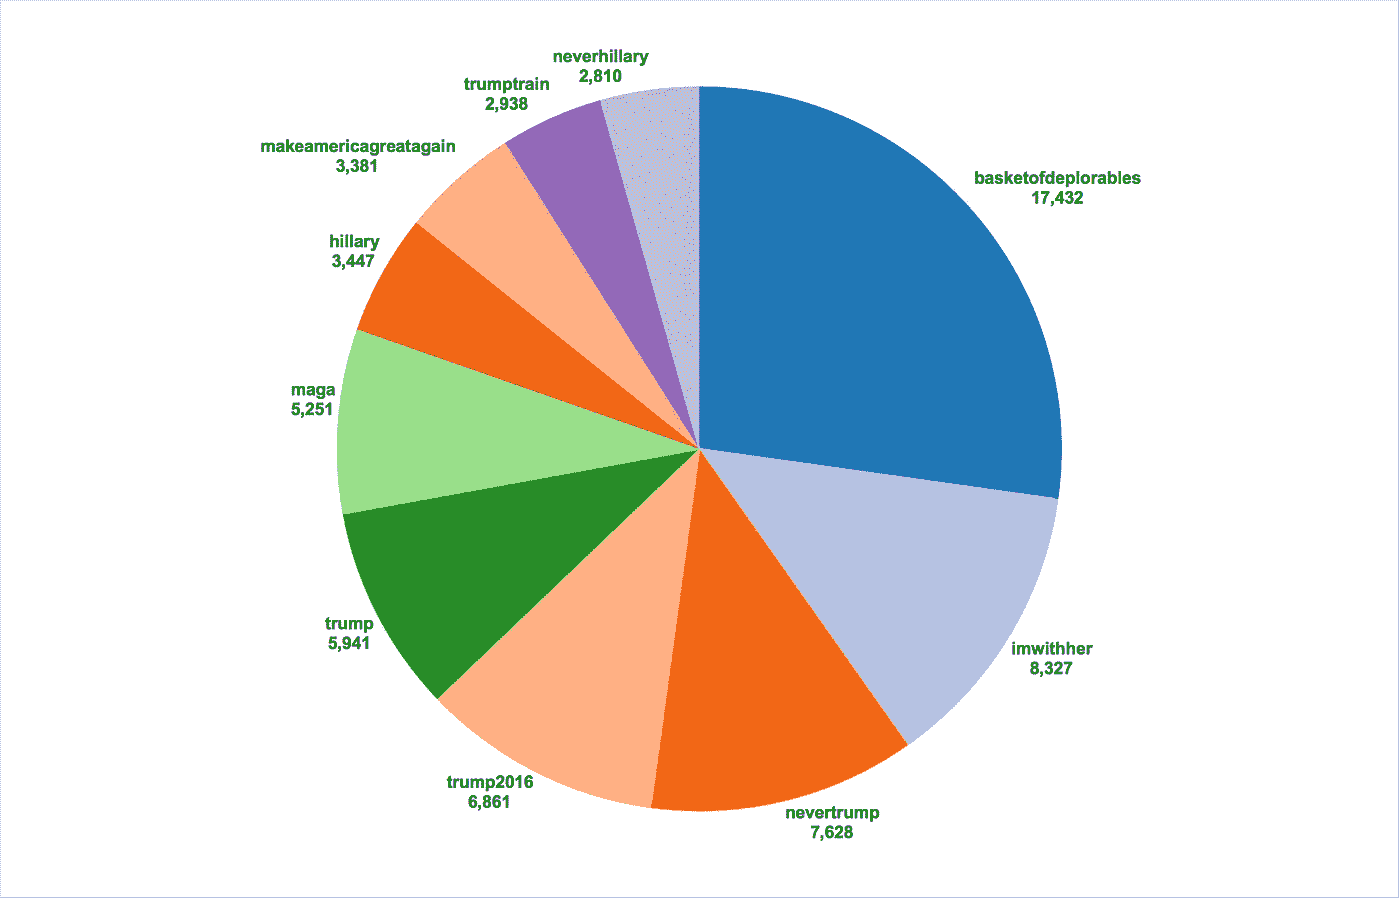 neverhillary
2,810
trumptrain
2,938
makeamericagreatagain
3,381
basketofdeplorables
17,432
hillary
3,447
maga
5,251
trump
5,941
imwithher
8,327
trump2016
6,861
nevertrump
7,628